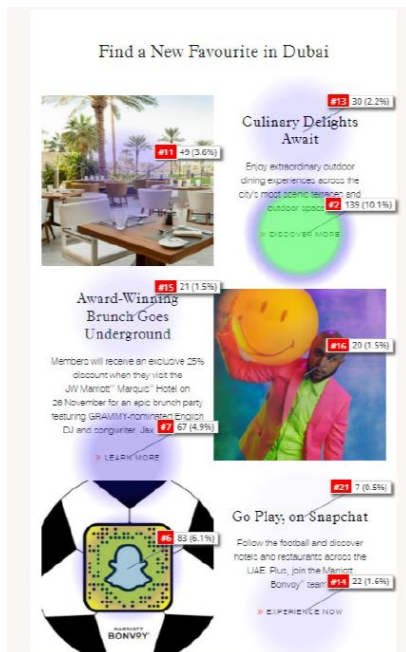 Find a New Favourite in Dubai
#13 30 (2.2%)
Culinary Delights
Await
#11 49 (3.6%)
Enjoy extraordinary outdoor
dining experiences across the
city's most scenic terraces and
outdoor
#2 139 (10.1%)
» DISCOVER MORE
#15 21 (1.5%)
Award-Winning
Brunch Goes
Underground
#16 20 (1.5%)
Members will receive an exclusive 25%
discount when they visit the
JW Marriott® Marquis® Hotel on
26 November for an epic brunch party
featuring GRAMMY-nominated English
DJ and songwriter,
#7 67 (4.9%)
» LEARN MORE
#21 7 (0.5%)
Go Play, on Snapchat
#6 83 (6.1%)
Follow the football and discover
hotels and restaurants across the
UAE. Plus, join the Marriott
Bonvoy™
#14 22 (1.6%)
» EXPERIENCE NOW
MARRIOTT
BONVOY